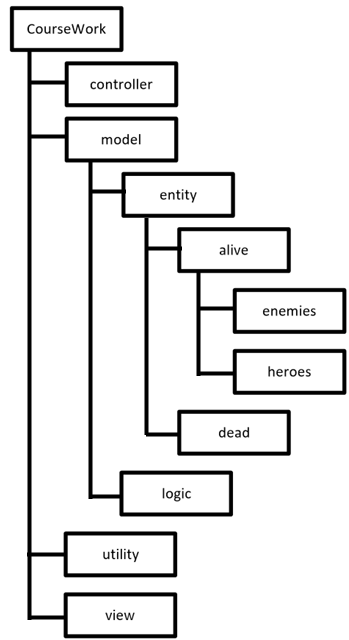 CourseWork
controller
model
entity
alive
enemies
heroes
dead
logic
utility
view